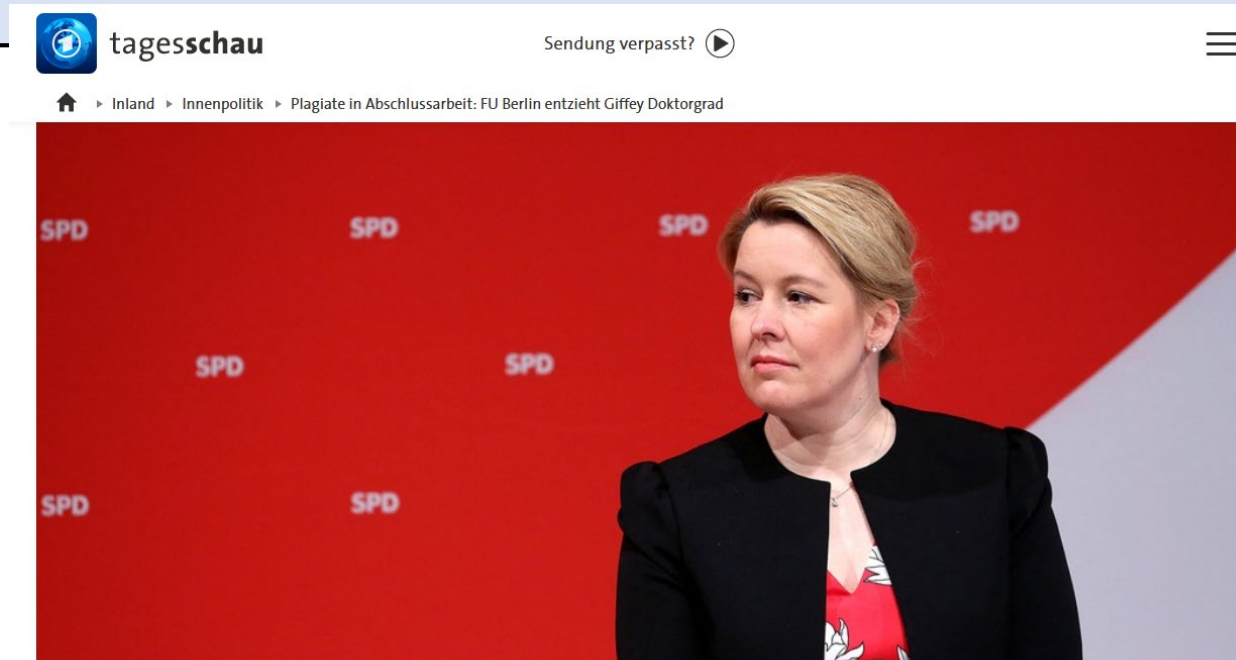 tagesschau
Sendung verpasst?
Inland Innenpolitik Plagiate in Abschlussarbeit: FU Berlin entzieht Giffey Doktorgrad
SPD SPD SPD SPD
SPD SPD
SPD SPD